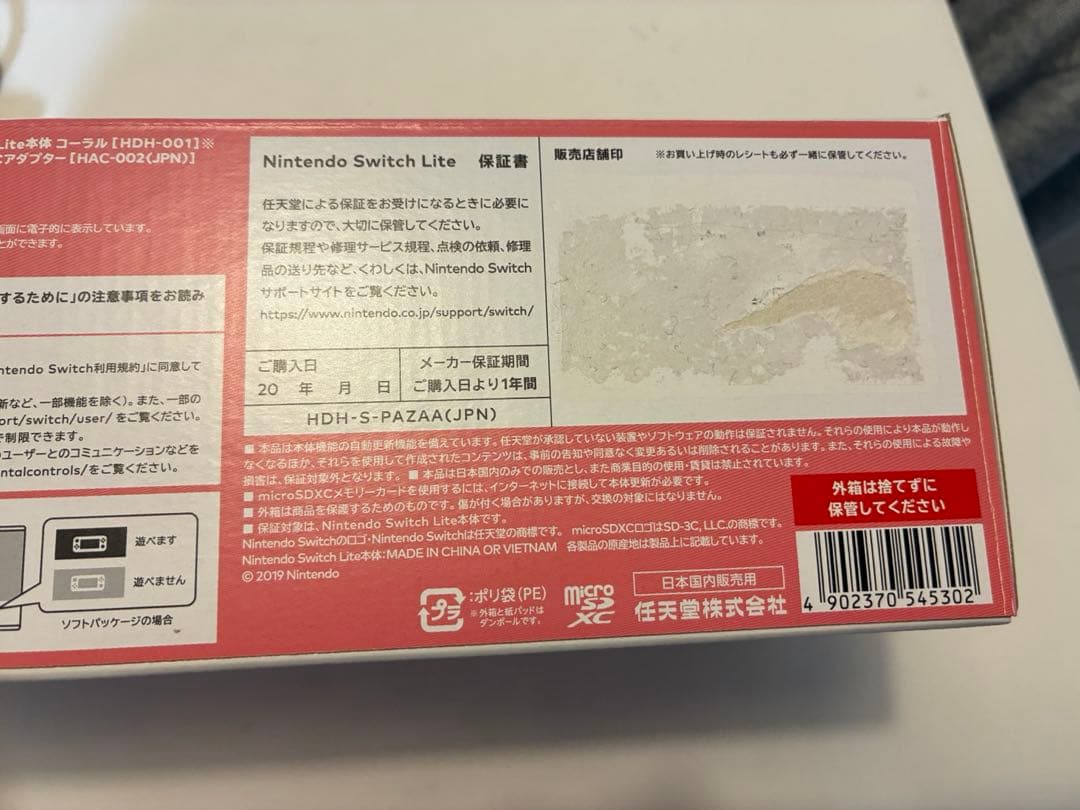 Lite本体 コーラル[HDH-001]※
アダプター[HAC-002(JPN)]
画面に電子的に表示しています。
とができます。
するために」の注意事項をお読み
ntendo Switch利用規約」に同意して
新など、一部機能を除く)。また、一部の
ort/switch/user/ をご覧ください。
で制限できます。
ユーザーとのコミュニケーションなどを
ntalcontrols/をご覧ください。
遊べます
遊べません
ソフトパッケージの場合
Nintendo Switch Lite 保証書
任天堂による保証をお受けになるときに必要に
なりますので、大切に保管してください。
保証規程や修理サービス規程、点検の依頼、修理
品の送り先など、くわしくは、Nintendo Switch
サポートサイトをご覧ください。
https://www.nintendo.co.jp/support/switch/
ご購入日
20 年 月 日
メーカー保証期間
ご購入日より1年間
HDH-S-PAZAA(JPN)
販売店舗印 ※お買い上げ時のレシートも必ず一緒に保管してください。
■ 本品は本体機能の自動更新機能を備えています。任天堂が承認していない装置やソフトウェアの動作は保証されません。それらの使用により本品が動作し
なくなるほか、それらを使用して作成されたコンテンツは、事前の告知や同意なく変更あるいは削除されることがあります。また、それらの使用による故障や
損害は、保証対象外となります。 ■ 本品は日本国内のみでの販売とし、また商業目的の使用・賃貸は禁止されています。
■ microSDXCメモリーカードを使用するには、インターネットに接続して本体更新が必要です。
■ 外箱は商品を保護するためのものです。傷が付く場合がありますが、交換の対象にはなりません。
■ 保証対象は、Nintendo Switch Lite本体です。
Nintendo Switchのロゴ・Nintendo Switchは任天堂の商標です。 microSDXCロゴはSD-3C, LLC.の商標です。
Nintendo Switch Lite本体:MADE IN CHINA OR VIETNAM 各製品の原産地は製品上に記載しています。
© 2019 Nintendo
プラ
:ポリ袋(PE)
※外箱と紙パッドは
ダンボールです。
micro
SD
XC
日本国内販売用
任天堂株式会社
外箱は捨てずに
保管してください
4 902370 545302